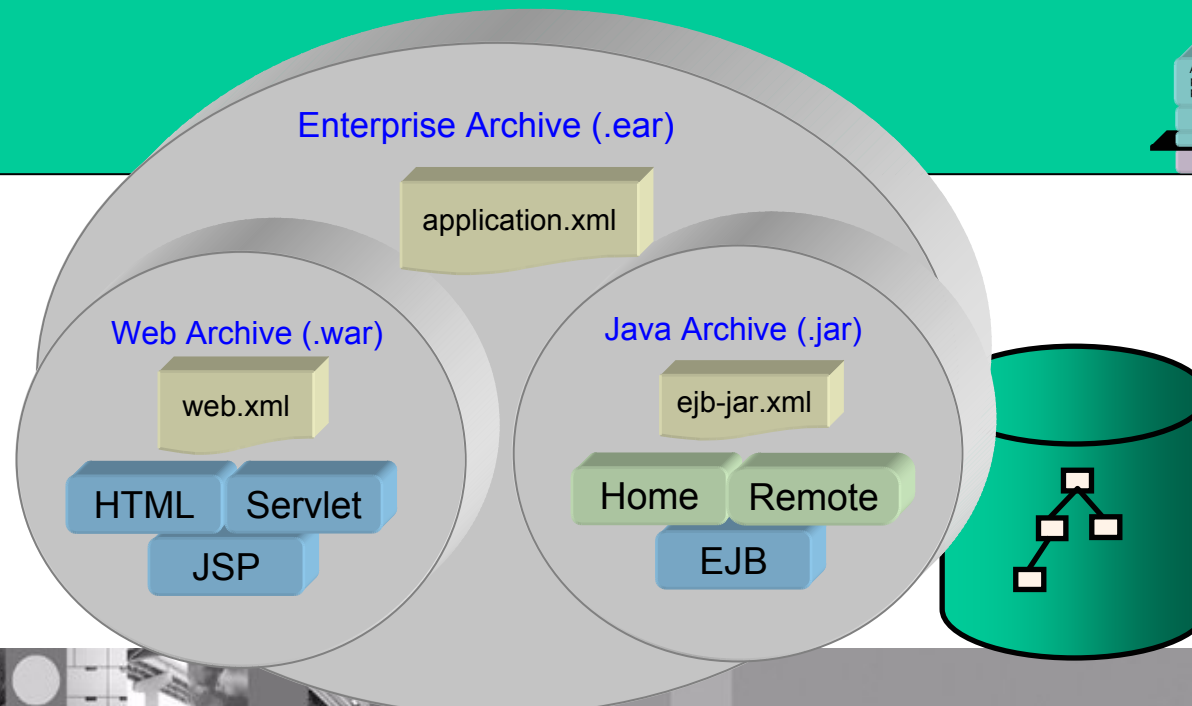 Enterprise Archive (.ear)
application.xml
Web Archive (.war)
web.xml
HTML
Servlet
JSP
Java Archive (.jar)
ejb-jar.xml
Home
Remote
EJB